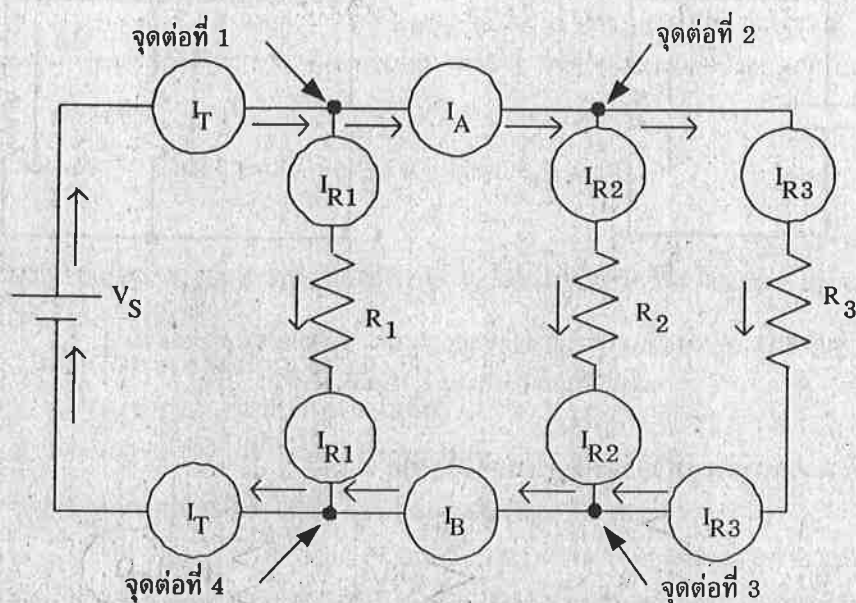 จุดต่อที่ 1
จุดต่อที่ 2
I_T
I_A
I_R1
I_R2
I_R3
V_S
R_1
R_2
R_3
I_R1
I_R2
I_T
I_B
I_R3
จุดต่อที่ 4
จุดต่อที่ 3